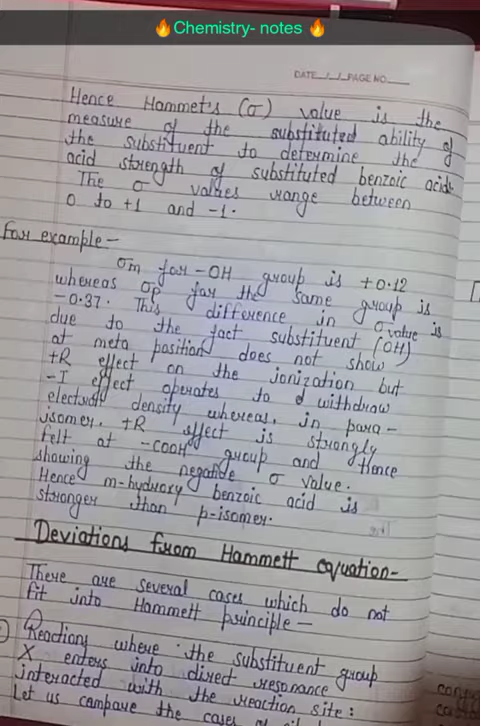 🔥Chemistry- notes 🔥
DATE__/__/__PAGE NO.____
Hence Hammet's (σ) value is the
measure of the substituted ability of
the substituent to determine the
acid strength of substituted benzoic acids.
The σ values range between
0 to +1 and -1.
For example-
σm for -OH group is +0.12
whereas σp for the same group is
-0.37. This difference in σ value is
due to the fact substituent (OH)
at meta position does not show
+R effect on the ionization but
-I effect operates to withdraw
electron density whereas, in para-
isomer, +R effect is strongly
felt at -COOH group and Hence
showing the negative σ value.
Hence m-hydroxy benzoic acid is
stronger than p-isomer.
Deviations from Hammett equation-
There are several cases which do not
fit into Hammett principle-
Reactions where the substituent group
X enters into direct resonance
interacted with the reaction site:
Let us compare the cases of